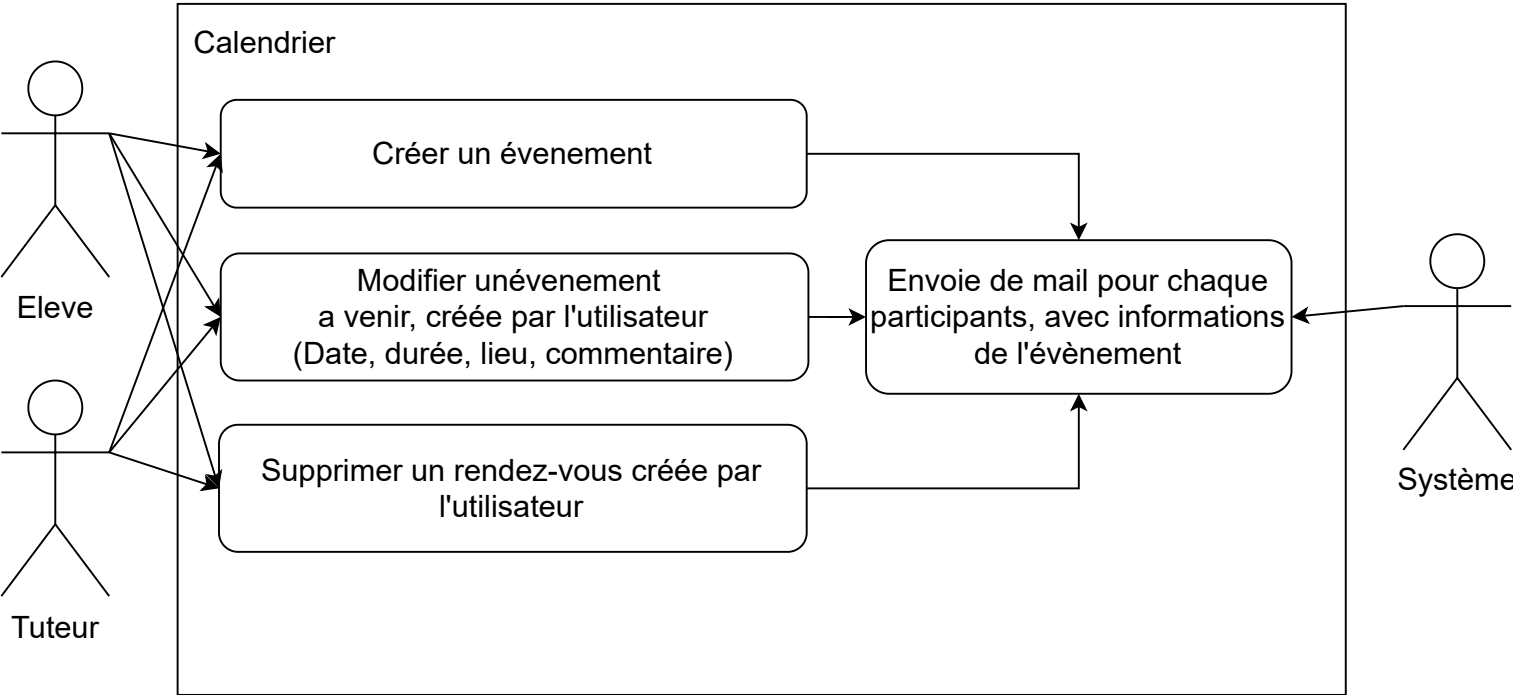 Calendrier
Créer un évenement
Modifier unévenement
a venir, créée par l'utilisateur
(Date, durée, lieu, commentaire)
Envoie de mail pour chaque
participants, avec informations
de l'évènement
Supprimer un rendez-vous créée par
l'utilisateur
Eleve
Tuteur
Système